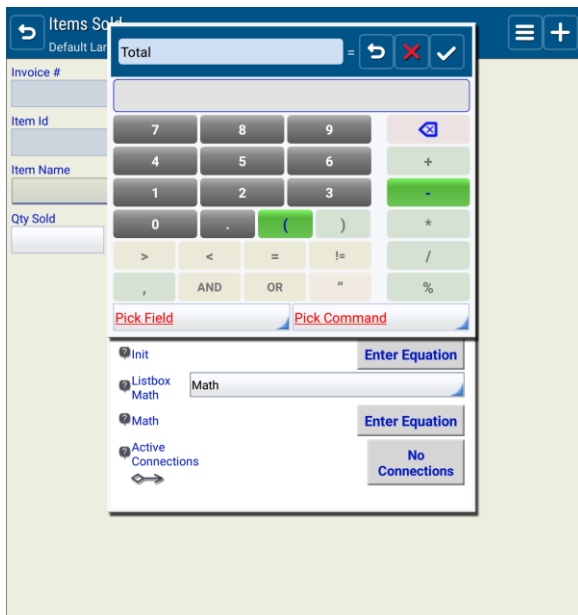 Items So
Default Lar
Total =
Invoice #
Item Id
Item Name
Qty Sold
7 8 9
4 5 6 +
1 2 3 -
0 . ( ) *
> < = != /
, AND OR " %
Pick Field Pick Command
Init Enter Equation
Listbox
Math
Math
Math Enter Equation
Active
Connections
No
Connections